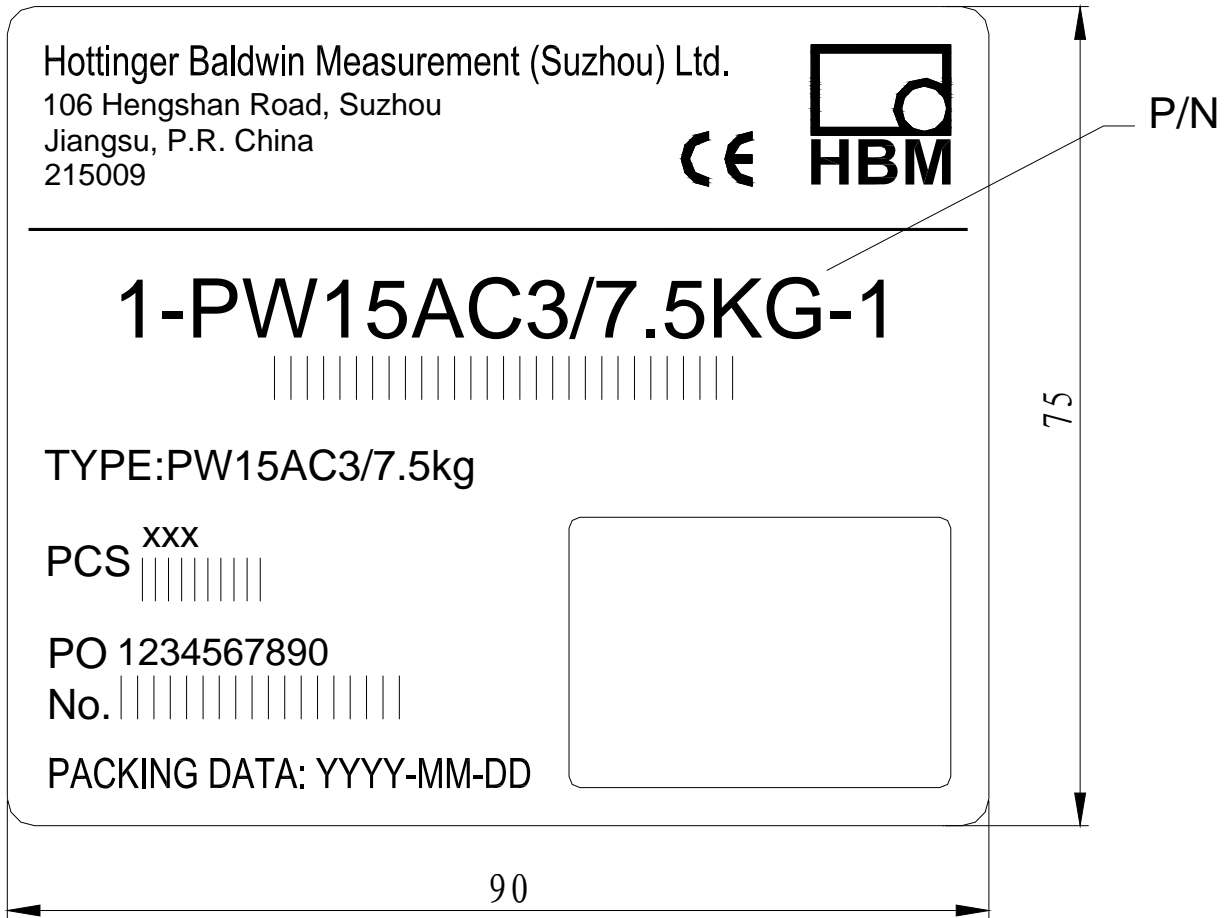 Hottinger Baldwin Measurement (Suzhou) Ltd.
106 Hengshan Road, Suzhou
Jiangsu, P.R. China
215009
CE
HBM
P/N
1-PW15AC3/7.5KG-1
TYPE:PW15AC3/7.5kg
PCS xxx
PO 1234567890
No.
PACKING DATA: YYYY-MM-DD
75
90